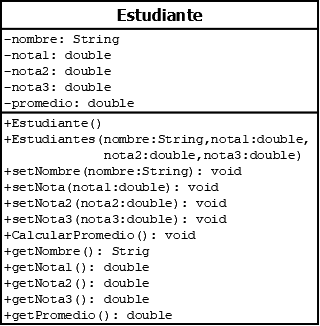 Estudiante
-nombre: String
-nota1: double
-nota2: double
-nota3: double
-promedio: double
+Estudiante()
+Estudiantes(nombre:String,nota1:double,
nota2:double,nota3:double)
+setNombre(nombre:String): void
+setNota(nota1:double): void
+setNota2(nota2:double): void
+setNota3(nota3:double): void
+CalcularPromedio(): void
+getNombre(): Strig
+getNota1(): double
+getNota2(): double
+getNota3(): double
+getPromedio(): double